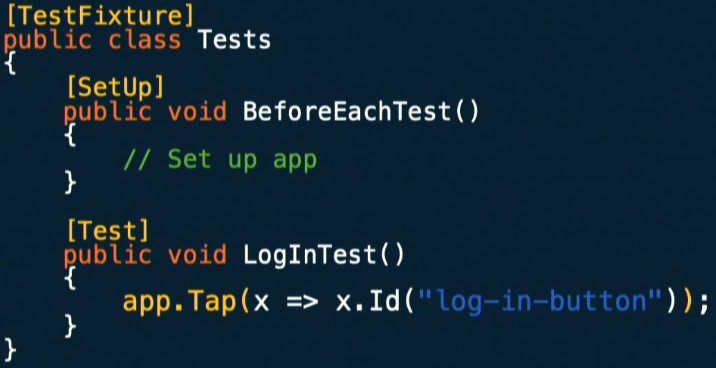 [TestFixture]
public class Tests
{
    [SetUp]
    public void BeforeEachTest()
    {
        // Set up app
    }

    [Test]
    public void LogInTest()
    {
        app.Tap(x => x.Id("log-in-button"));
    }
}